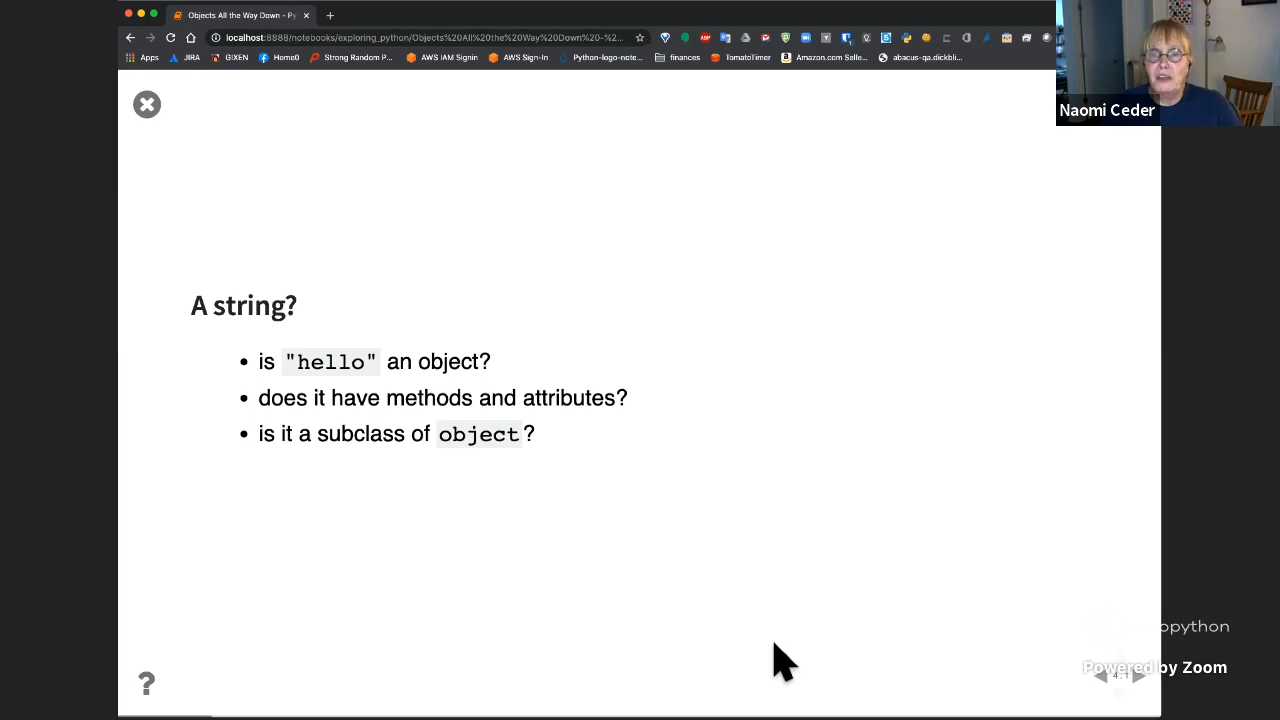 Objects All the Way Down - Py
localhost:8888/notebooks/exploring_python/Objects%20All%20the%20Way%20Down%20-%2...
Apps JIRA GIXEN Home0 Strong Random P... AWS IAM Signin AWS Sign-In Python-logo-note... finances TomatoTimer Amazon.com Selle... abacus-qa.dickbli...
Naomi Ceder
A string?
• is "hello" an object?
• does it have methods and attributes?
• is it a subclass of object?
opython
Powered by Zoom
?